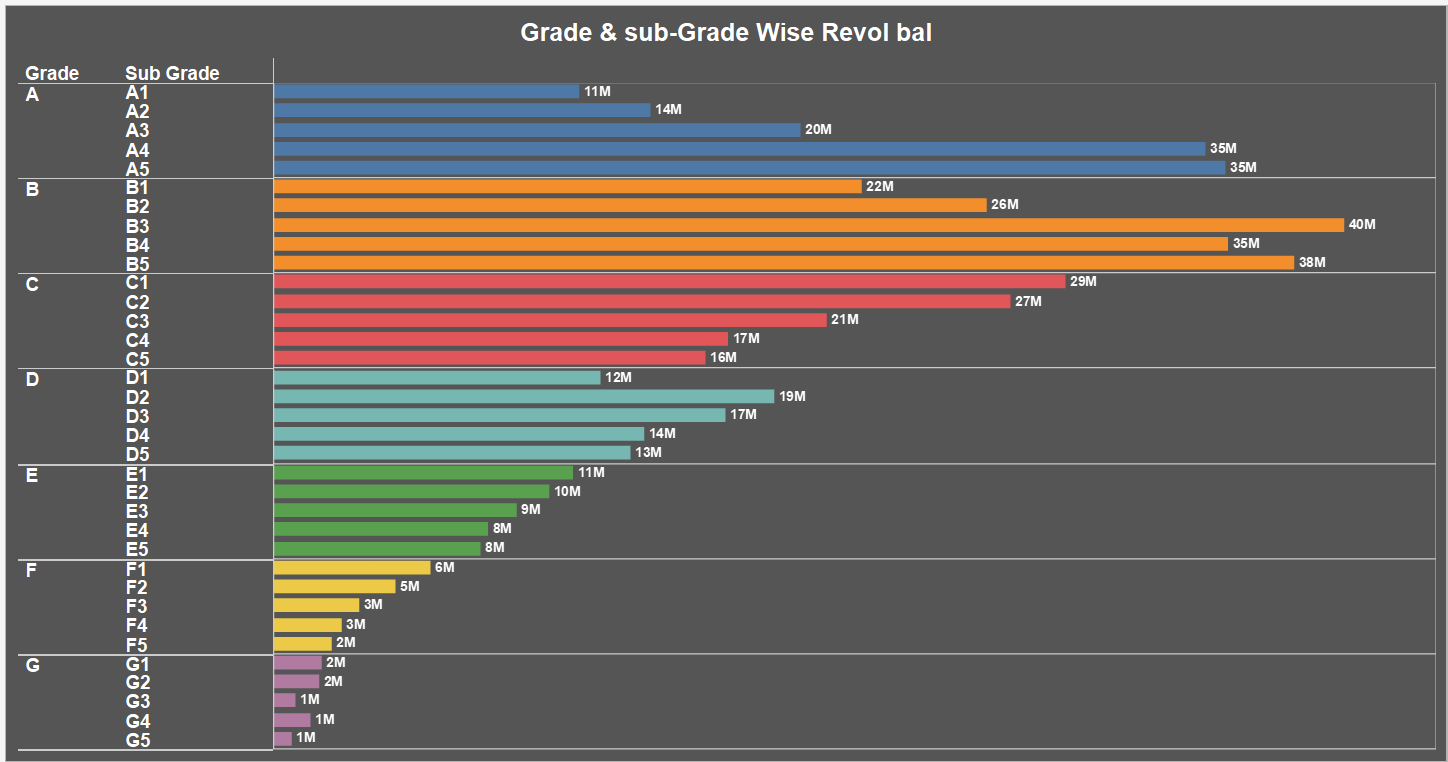 Grade & sub-Grade Wise Revol bal
Grade Sub Grade
A A1 11M
A2 14M
A3 20M
A4 35M
A5 35M
B B1 22M
B2 26M
B3 40M
B4 35M
B5 38M
C C1 29M
C2 27M
C3 21M
C4 17M
C5 16M
D D1 12M
D2 19M
D3 17M
D4 14M
D5 13M
E E1 11M
E2 10M
E3 9M
E4 8M
E5 8M
F F1 6M
F2 5M
F3 3M
F4 3M
F5 2M
G G1 2M
G2 2M
G3 1M
G4 1M
G5 1M